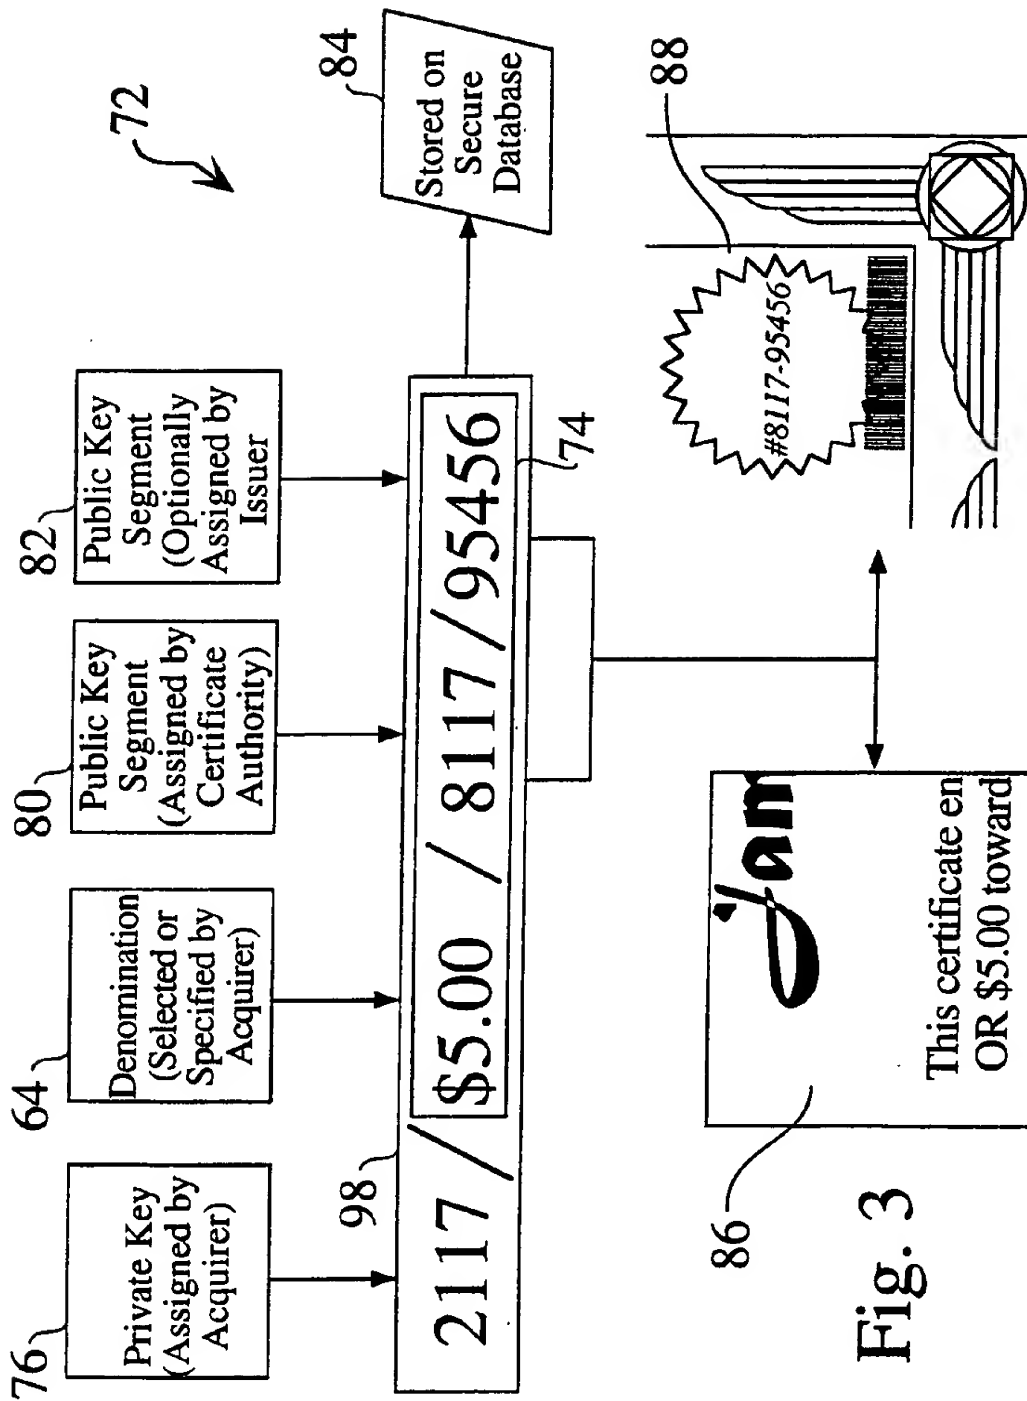 72
76
Private Key
(Assigned by
Acquirer)
64
Denomination
(Selected or
Specified by
Acquirer)
80
Public Key
Segment
(Assigned by
Certificate
Authority)
82
Public Key
Segment
(Optionally
Assigned by
Issuer
84
Stored on
Secure
Database
98
2117 / $5.00 / 8117 / 95456
74
86
"Jam
This certificate en
OR $5.00 toward
88
#8117-95456
Fig. 3